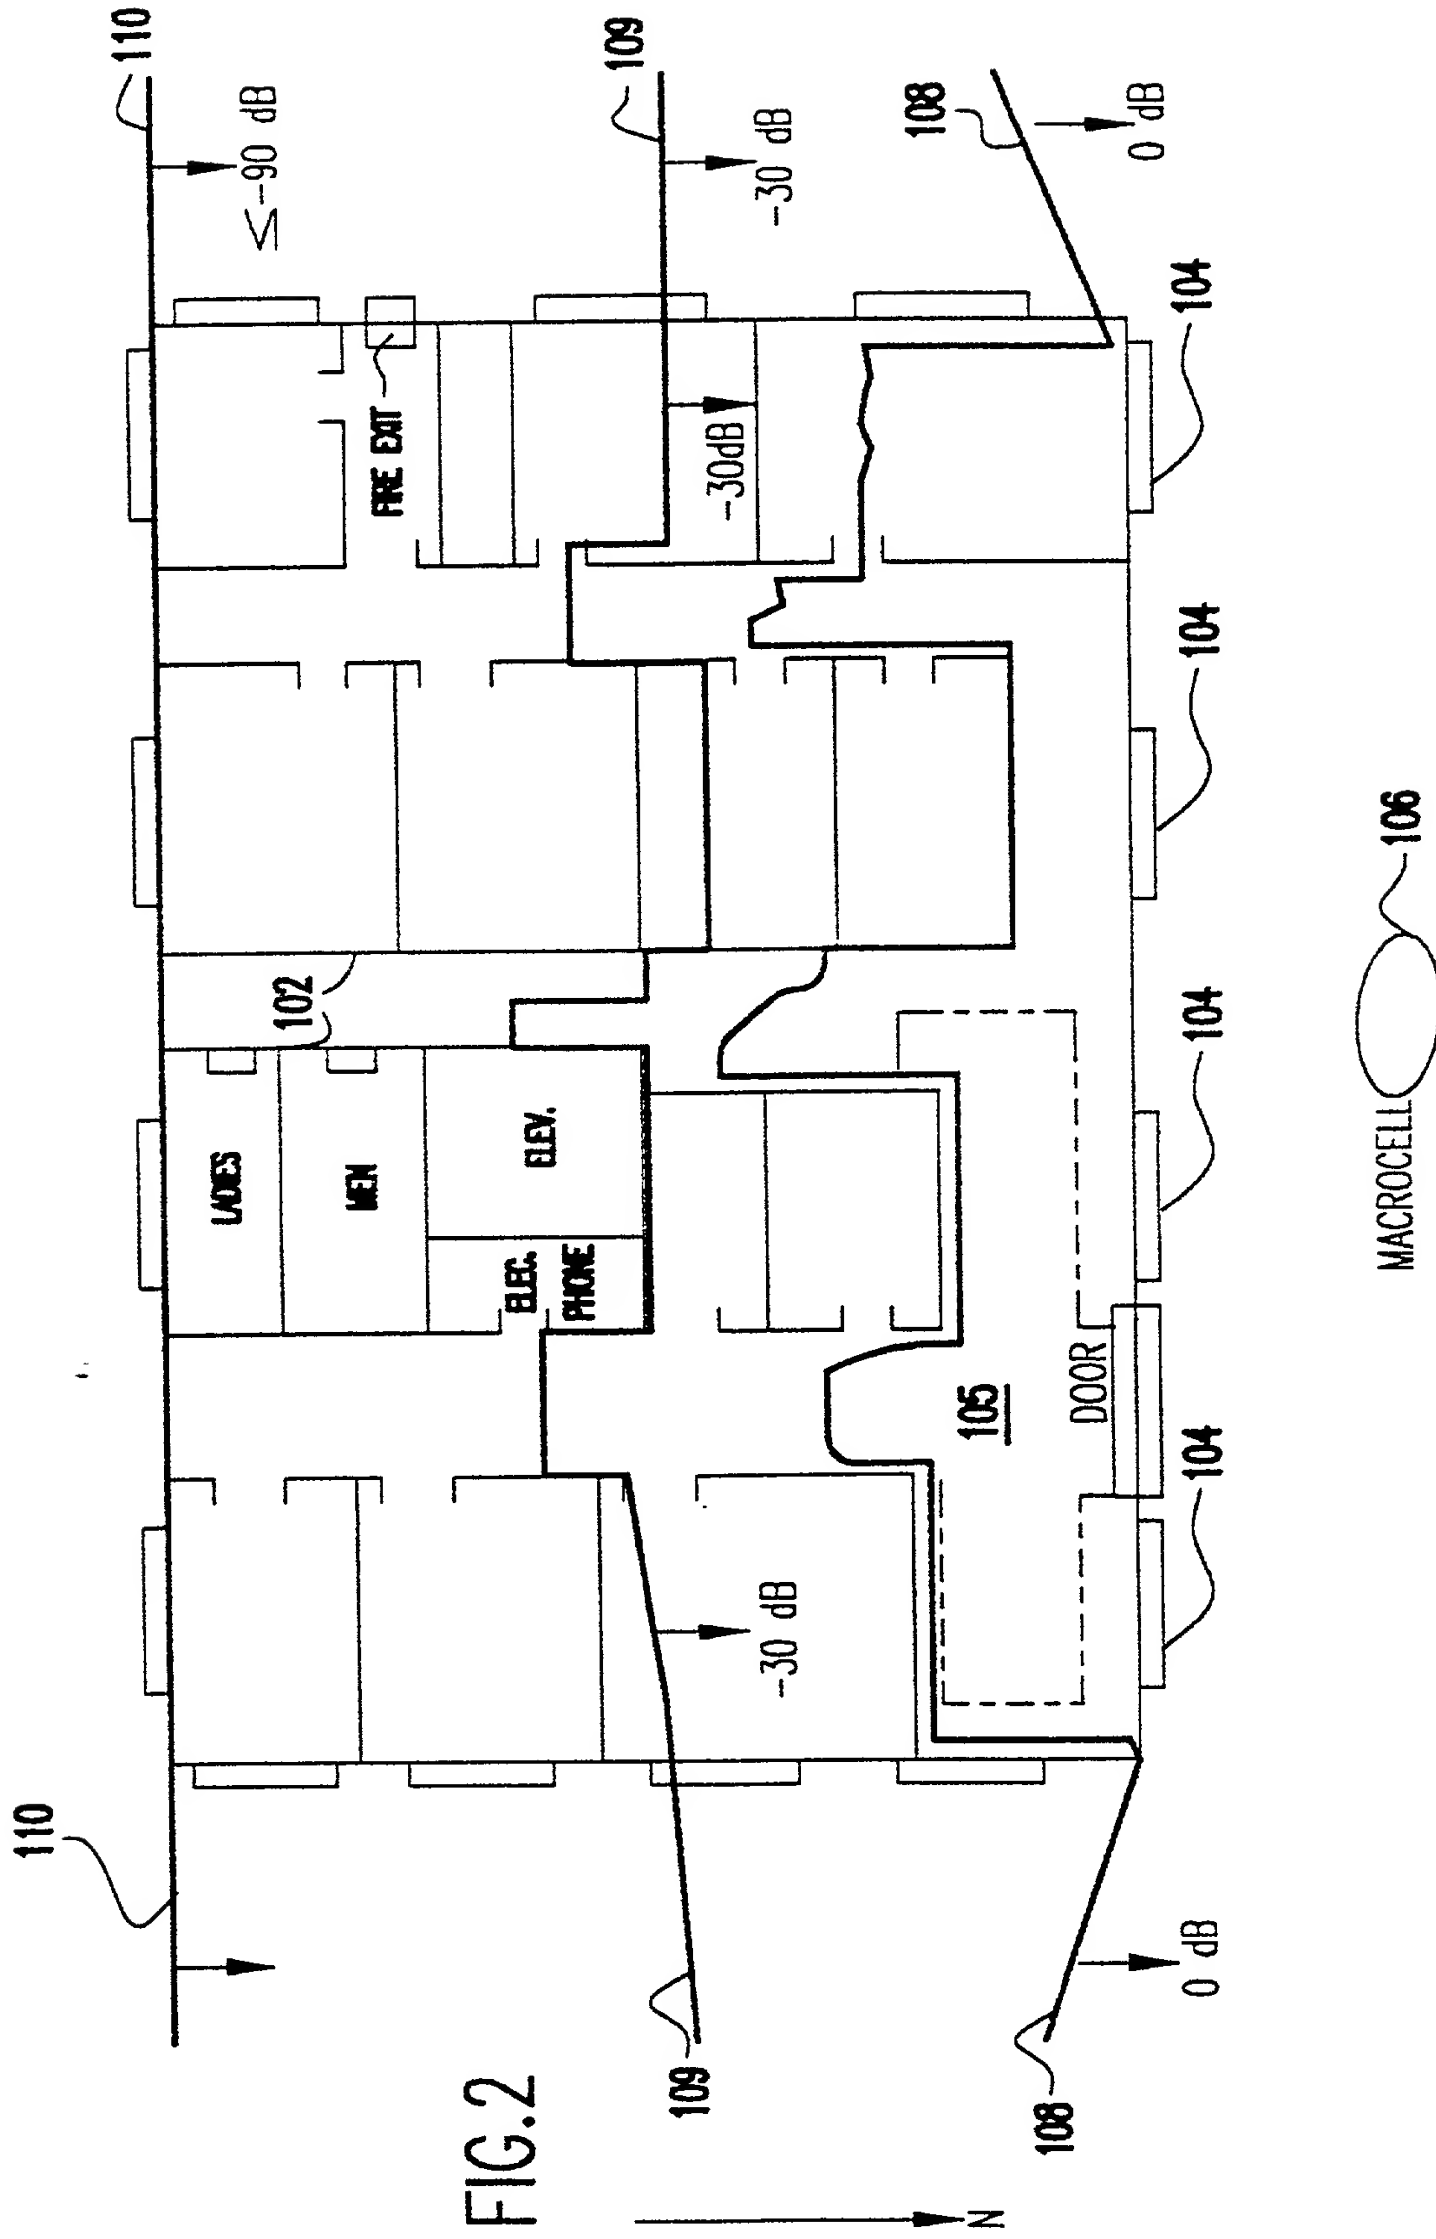 110
≤-90 dB
109
-30 dB
108
0 dB
FIRE EXIT
-30dB
104
104
102
LADIES
MEN
ELEV.
ELEC.
PHONE
104
MACROCELL
106
105
DOOR
104
-30 dB
110
109
108
0 dB
FIG.2
N